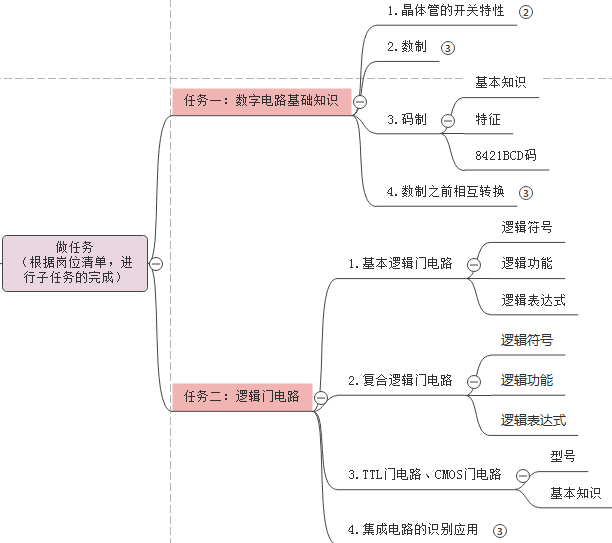 做任务
（根据岗位清单，进
行子任务的完成）
任务一：数字电路基础知识
1.晶体管的开关特性 2
2.数制 3
3.码制
基本知识
特征
8421BCD码
4.数制之前相互转换 3
任务二：逻辑门电路
1.基本逻辑门电路
逻辑符号
逻辑功能
逻辑表达式
2.复合逻辑门电路
逻辑符号
逻辑功能
逻辑表达式
3.TTL门电路、CMOS门电路
型号
基本知识
4.集成电路的识别应用 3